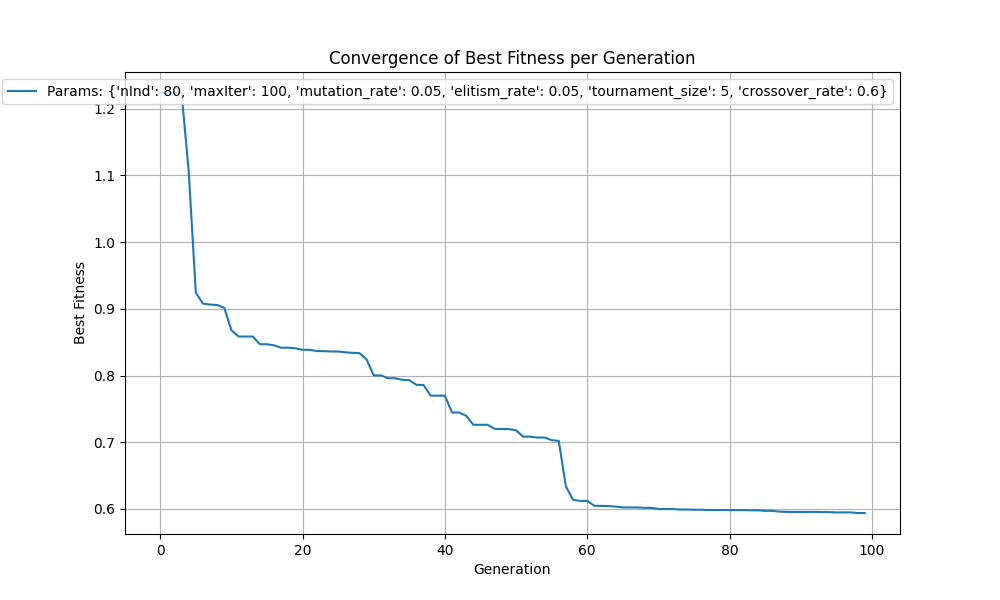 Convergence of Best Fitness per Generation
Params: {'nInd': 80, 'maxIter': 100, 'mutation_rate': 0.05, 'elitism_rate': 0.05, 'tournament_size': 5, 'crossover_rate': 0.6}
1.2
1.1
1.0
0.9
0.8
0.7
0.6
Best Fitness
0 20 40 60 80 100
Generation